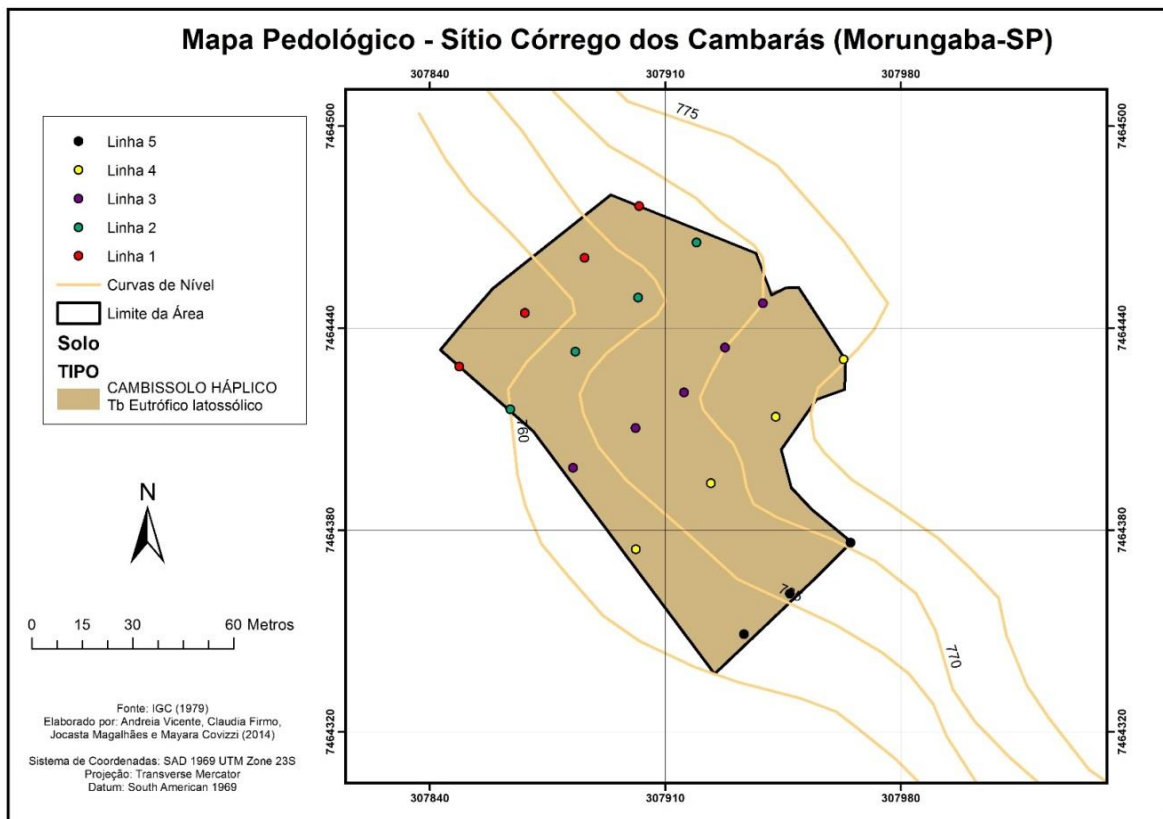 Mapa Pedológico - Sítio Córrego dos Cambarás (Morungaba-SP)
307840
307910
307980
7464500
7464500
775
Linha 5
Linha 4
Linha 3
Linha 2
Linha 1
Curvas de Nível
Limite da Área
Solo
TIPO
CAMBISSOLO HÁPLICO
Tb Eutrófico latossólico
7464440
7464440
760
N
7464380
7464380
0 15 30 60 Metros
770
Fonte: IGC (1979)
Elaborado por: Andreia Vicente, Claudia Firmo,
Jocasta Magalhães e Mayara Covizzi (2014)
Sistema de Coordenadas: SAD 1969 UTM Zone 23S
Projeção: Transverse Mercator
Datum: South American 1969
7464320
7464320
307840
307910
307980